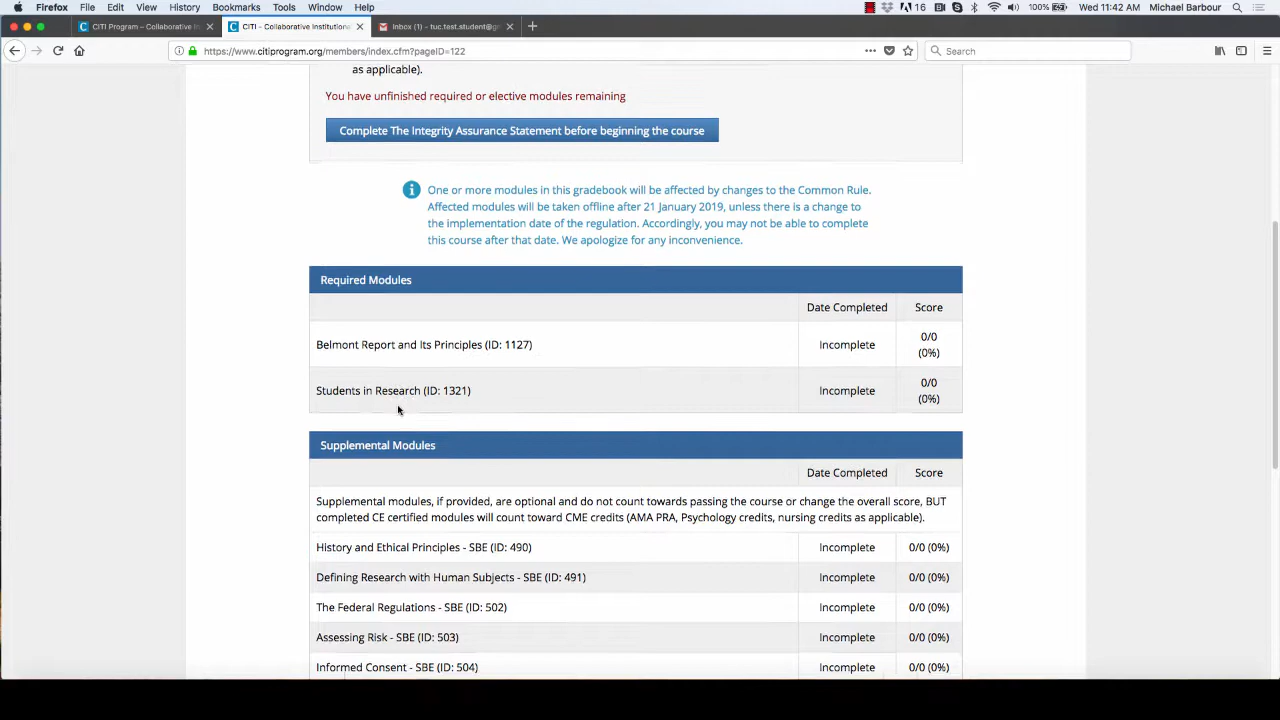 Firefox File Edit View History Bookmarks Tools Window Help 16 100% Wed 11:42 AM Michael Barbour
CITI Program – Collaborative In
CITI - Collaborative Institutiona
Inbox (1) – tuc.test.student@g
https://www.citiprogram.org/members/index.cfm?pageID=122
Search
as applicable).
You have unfinished required or elective modules remaining
Complete The Integrity Assurance Statement before beginning the course
One or more modules in this gradebook will be affected by changes to the Common Rule.
Affected modules will be taken offline after 21 January 2019, unless there is a change to
the implementation date of the regulation. Accordingly, you may not be able to complete
this course after that date. We apologize for any inconvenience.
Required Modules
Date Completed Score
Belmont Report and Its Principles (ID: 1127) Incomplete 0/0
(0%)
Students in Research (ID: 1321) Incomplete 0/0
(0%)
Supplemental Modules
Date Completed Score
Supplemental modules, if provided, are optional and do not count towards passing the course or change the overall score, BUT
completed CE certified modules will count toward CME credits (AMA PRA, Psychology credits, nursing credits as applicable).
History and Ethical Principles - SBE (ID: 490) Incomplete 0/0 (0%)
Defining Research with Human Subjects - SBE (ID: 491) Incomplete 0/0 (0%)
The Federal Regulations - SBE (ID: 502) Incomplete 0/0 (0%)
Assessing Risk - SBE (ID: 503) Incomplete 0/0 (0%)
Informed Consent - SBE (ID: 504) Incomplete 0/0 (0%)